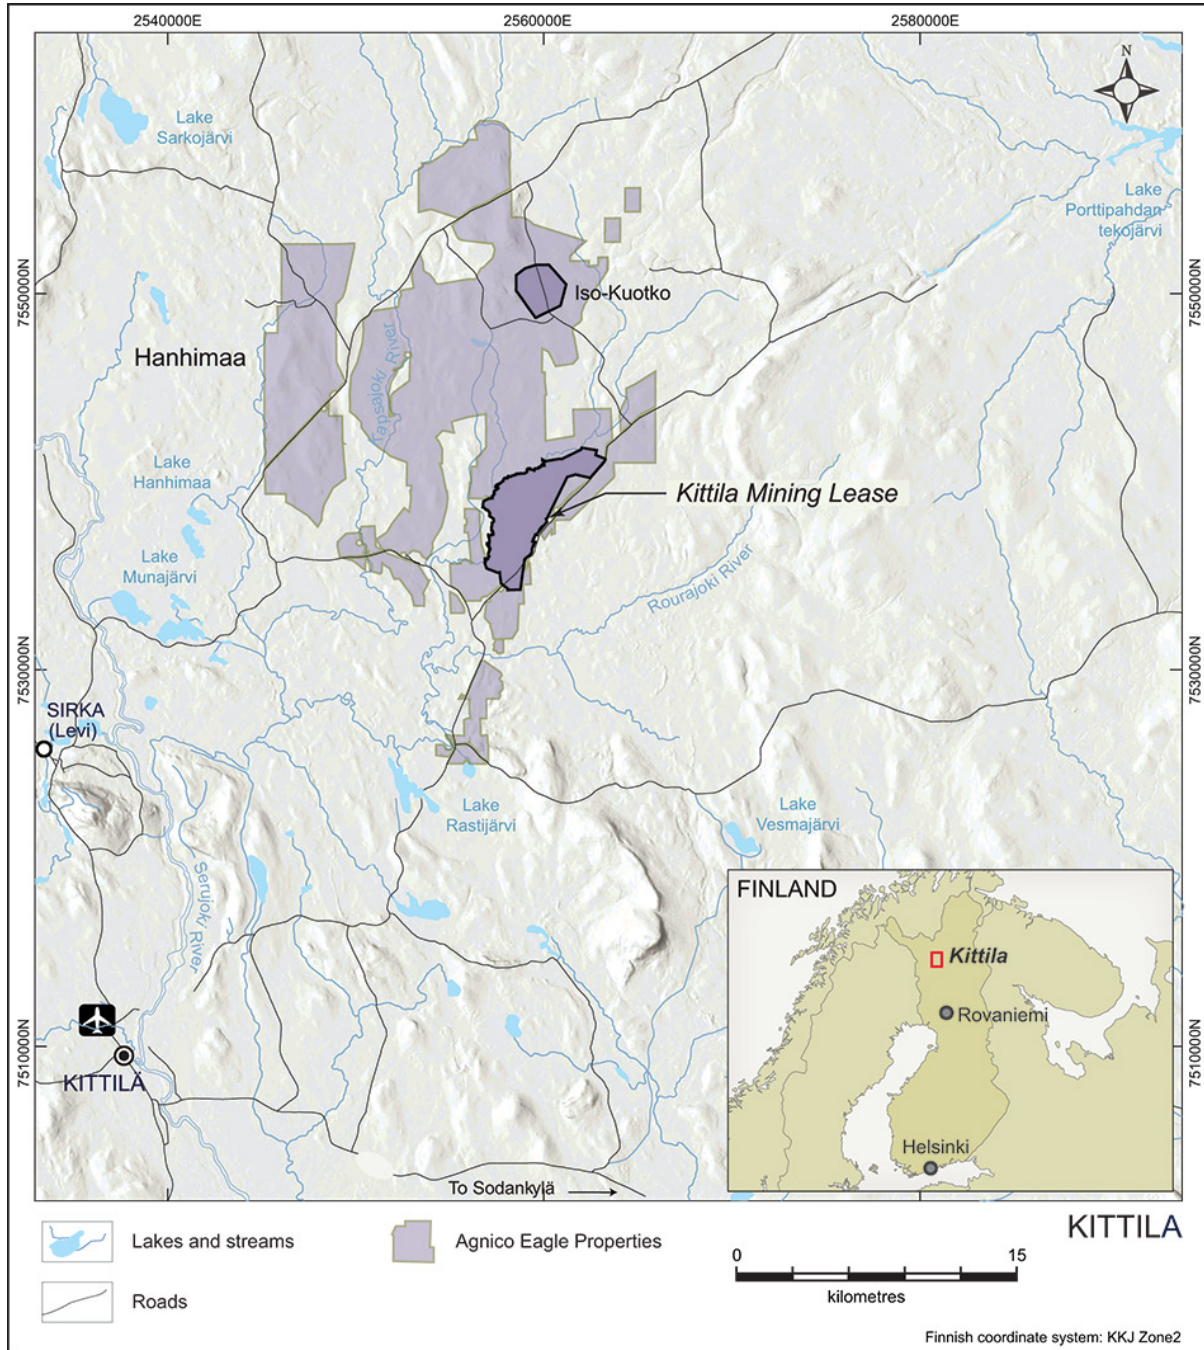 2540000E
2560000E
2580000E
N
Lake
Sarkojärvi
Lake
Porttipahdan
tekojärvi
7550000N
7550000N
Iso-Kuotko
Hanhimaa
Kapsajoki River
Lake
Hanhimaa
Kittila Mining Lease
Lake
Munajärvi
Rourajoki River
7530000N
7530000N
SIRKA
(Levi)
Lake
Rastijärvi
Lake
Vesmajärvi
Serujoki River
FINLAND
Kittila
Rovaniemi
Helsinki
7510000N
7510000N
KITTILÄ
To Sodankylä
KITTILA
Lakes and streams
Agnico Eagle Properties
Roads
0
15
kilometres
Finnish coordinate system: KKJ Zone2